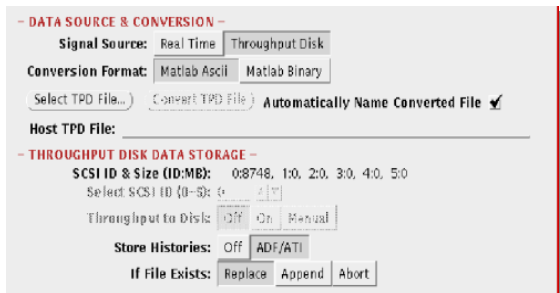 – DATA SOURCE & CONVERSION –
Signal Source: Real Time Throughput Disk
Conversion Format: Matlab Ascii Matlab Binary
Select TPD File...) Convert TPD File) Automatically Name Converted File ✔
Host TPD File:
– THROUGHPUT DISK DATA STORAGE –
SCSI ID & Size (ID:MB): 0:8748, 1:0, 2:0, 3:0, 4:0, 5:0
Select SCSI ID (0–5):
Throughput to Disk: Off On Manual
Store Histories: Off ADF/ATI
If File Exists: Replace Append Abort